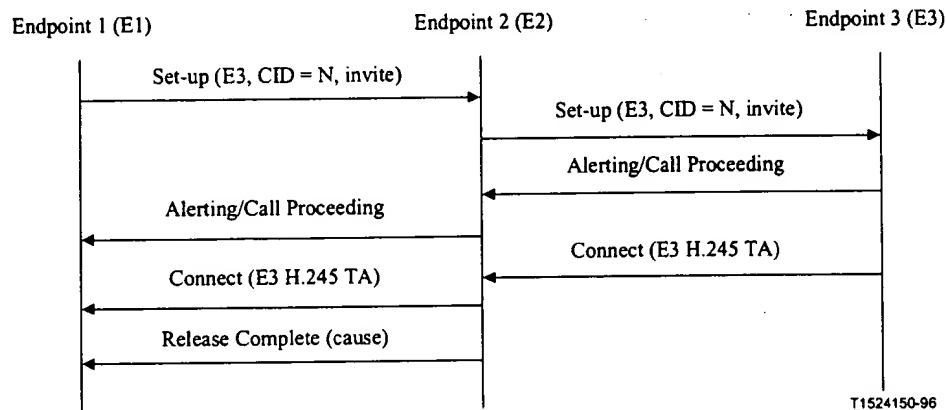 Endpoint 1 (E1)
Endpoint 2 (E2)
Endpoint 3 (E3)
Set-up (E3, CID = N, invite)
Set-up (E3, CID = N, invite)
Alerting/Call Proceeding
Alerting/Call Proceeding
Connect (E3 H.245 TA)
Connect (E3 H.245 TA)
Release Complete (cause)
T1524150-96